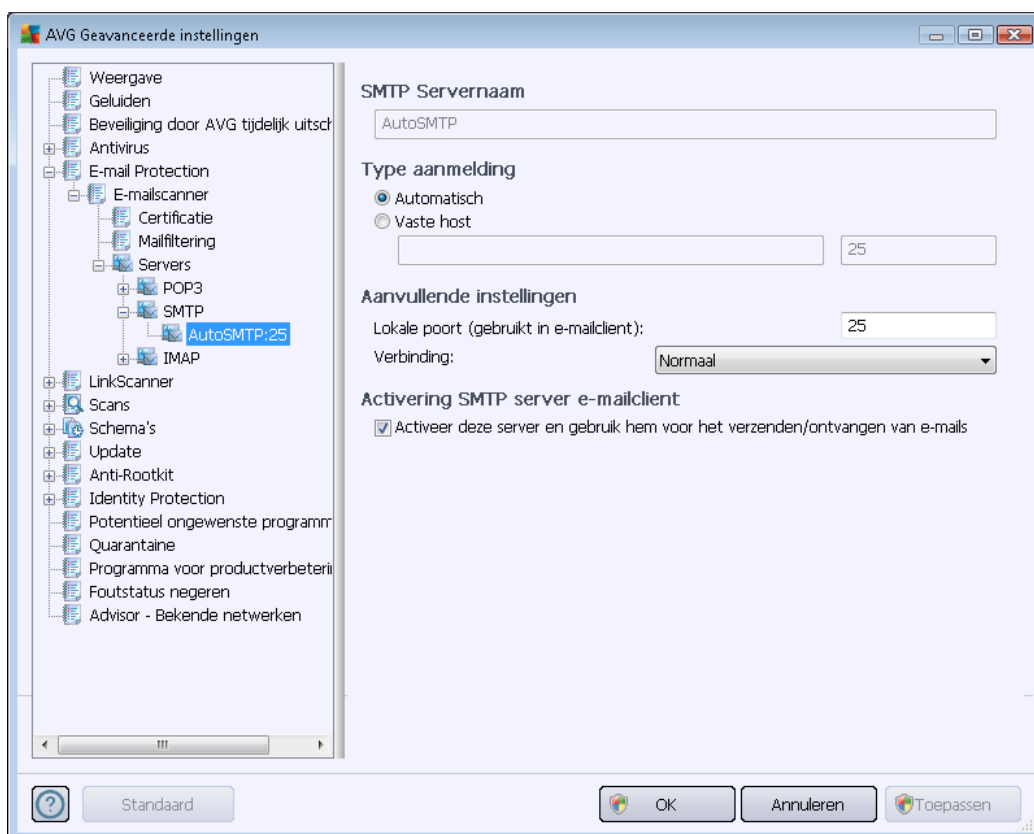 AVG Geavanceerde instellingen
Weergave
Geluiden
Beveiliging door AVG tijdelijk uitsch
Antivirus
E-mail Protection
E-mailscanner
Certificatie
Mailfiltering
Servers
POP3
SMTP
AutoSMTP:25
IMAP
LinkScanner
Scans
Schema's
Update
Anti-Rootkit
Identity Protection
Potentieel ongewenste programm
Quarantaine
Programma voor productverbeterin
Foutstatus negeren
Advisor - Bekende netwerken
SMTP Servernaam
AutoSMTP
Type aanmelding
Automatisch
Vaste host
25
Aanvullende instellingen
Lokale poort (gebruikt in e-mailclient): 25
Verbinding: Normaal
Activering SMTP server e-mailclient
Activeer deze server en gebruik hem voor het verzenden/ontvangen van e-mails
Standaard OK Annuleren Toepassen